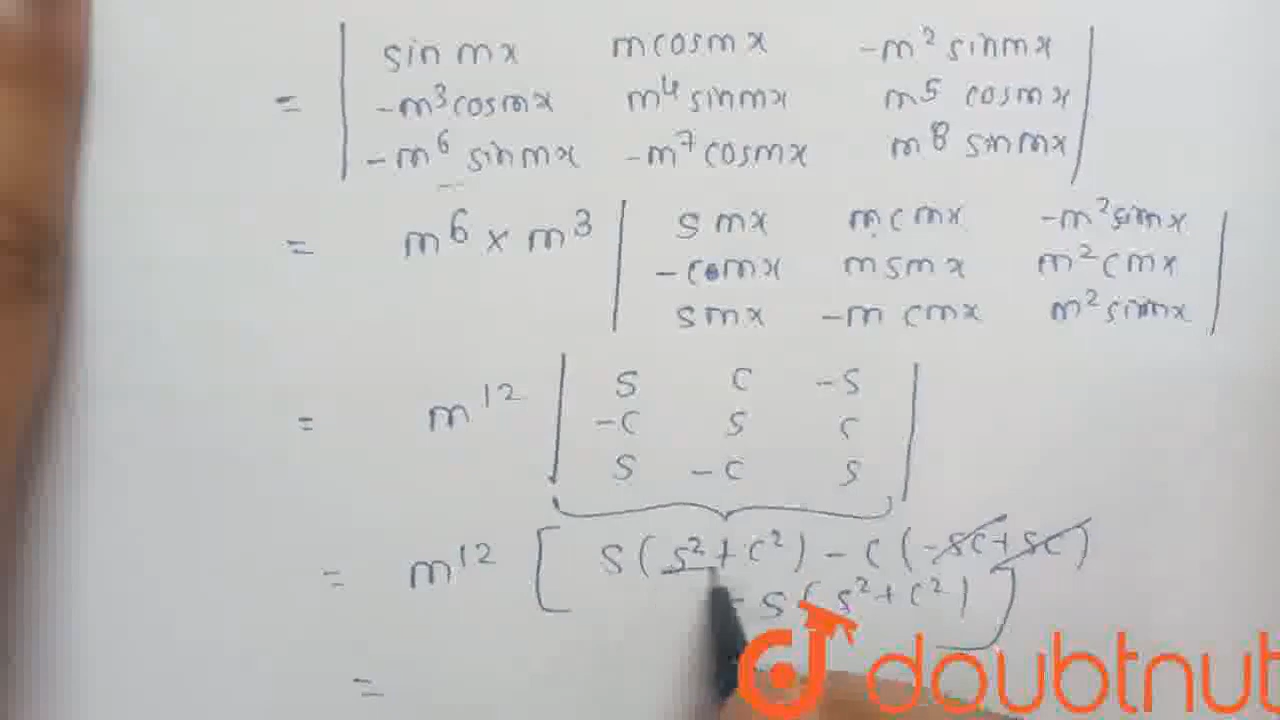 | sin mx m cos mx -m² sin mx |
= | -m³ cos mx m⁴ sin mx m⁵ cos mx |
| -m⁶ sin mx -m⁷ cos mx m⁸ sin mx |
| s mx m c mx -m² sin mx |
= m⁶ × m³ | -cos mx m s mx m² c mx |
| s mx -m c mx m² sin mx |
| s c -s |
= m¹² | -c s c |
| s -c s |
= m¹² [ s (s² + c²) - c (-sc + sc)
- s (s² + c²) ]
=
doubtnut